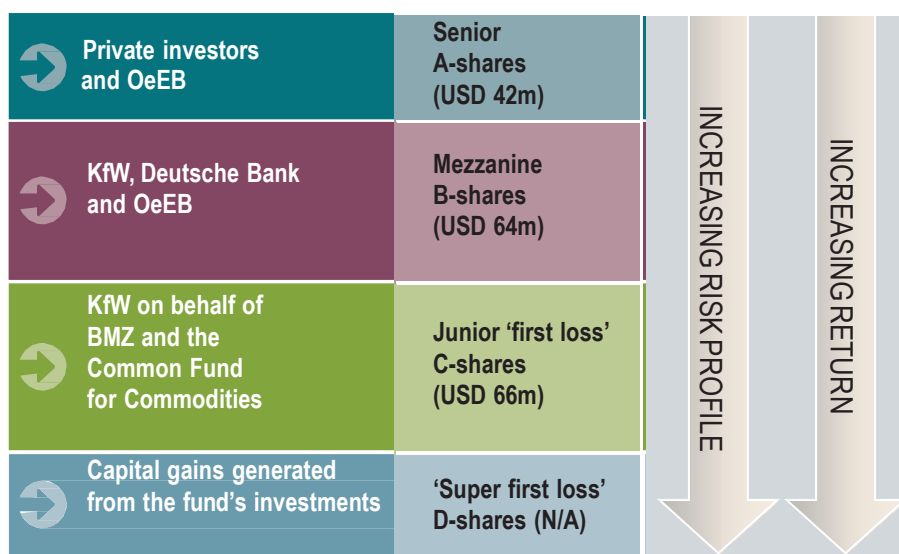 Private investors
and OeEB
Senior
A-shares
(USD 42m)
KfW, Deutsche Bank
and OeEB
Mezzanine
B-shares
(USD 64m)
KfW on behalf of
BMZ and the
Common Fund
for Commodities
Junior ‘first loss’
C-shares
(USD 66m)
Capital gains generated
from the fund’s investments
‘Super first loss’
D-shares (N/A)
INCREASING RISK PROFILE
INCREASING RETURN